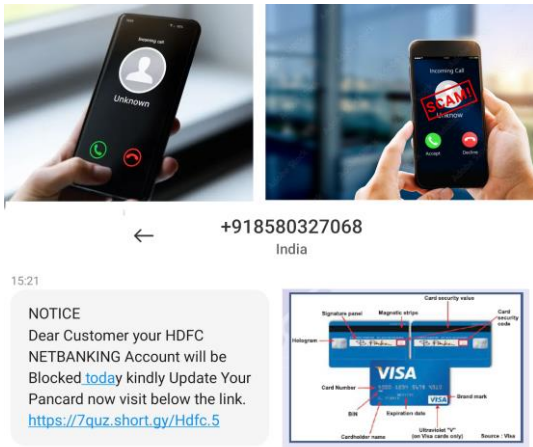 Incoming call
Unknown
Incoming Call
Unknow
SCAM!
Accept
Decline
+918580327068
India
15:21
NOTICE
Dear Customer your HDFC
NETBANKING Account will be
Blocked today kindly Update Your
Pancard now visit below the link.
https://7quz.short.gy/Hdfc.5
Card security value
Signature panel
Magnetic stripe
Card
security
code
Hologram
VISA
Card Number
BIN
Expiration date
Brand mark
VISA
Cardholder name
Ultraviolet "V"
(on Visa cards only)
Source : Visa